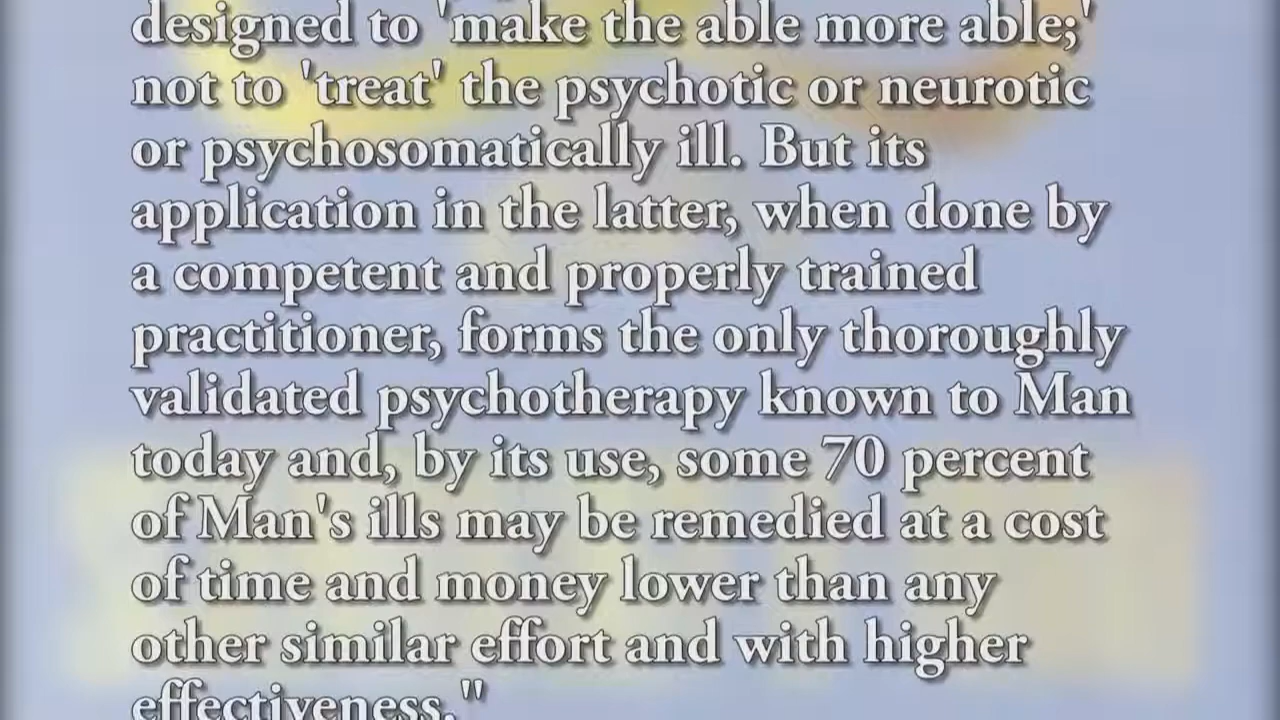 designed to 'make the able more able;'
not to 'treat' the psychotic or neurotic
or psychosomatically ill. But its
application in the latter, when done by
a competent and properly trained
practitioner, forms the only thoroughly
validated psychotherapy known to Man
today and, by its use, some 70 percent
of Man's ills may be remedied at a cost
of time and money lower than any
other similar effort and with higher
effectiveness."